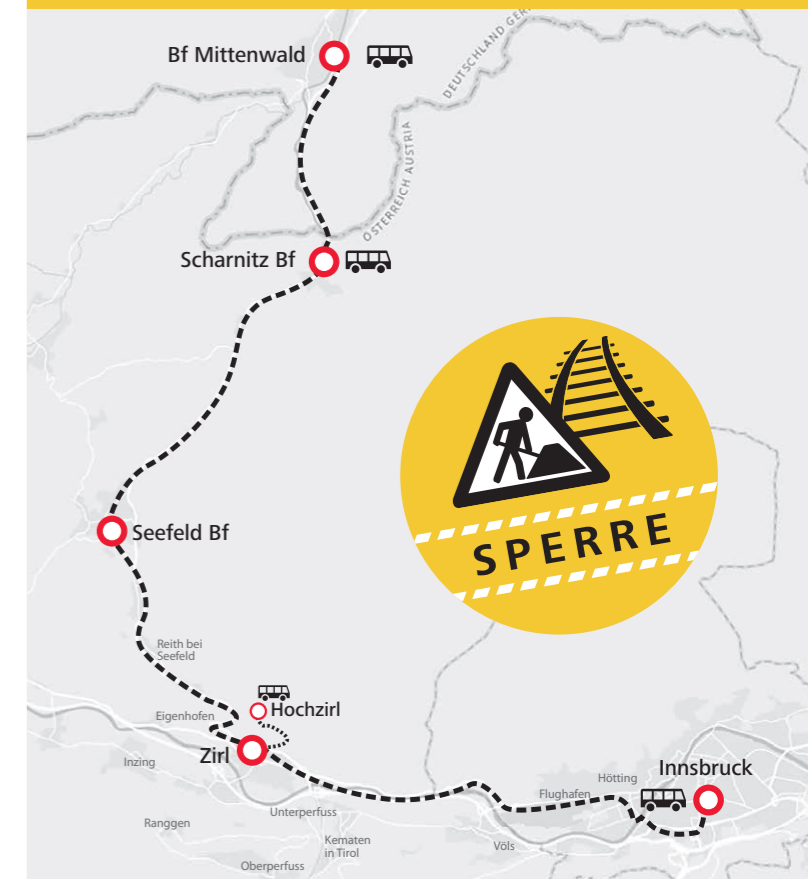 Bf Mittenwald
DEUTSCHLAND GER
ÖSTERREICH AUSTRIA
Scharnitz Bf
SPERRE
Seefeld Bf
Reith bei
Seefeld
Hochzirl
Eigenhofen
Zirl
Inzing
Innsbruck
Hötting
Flughafen
Unterperfuss
Ranggen
Kematen
in Tirol
Völs
Oberperfuss